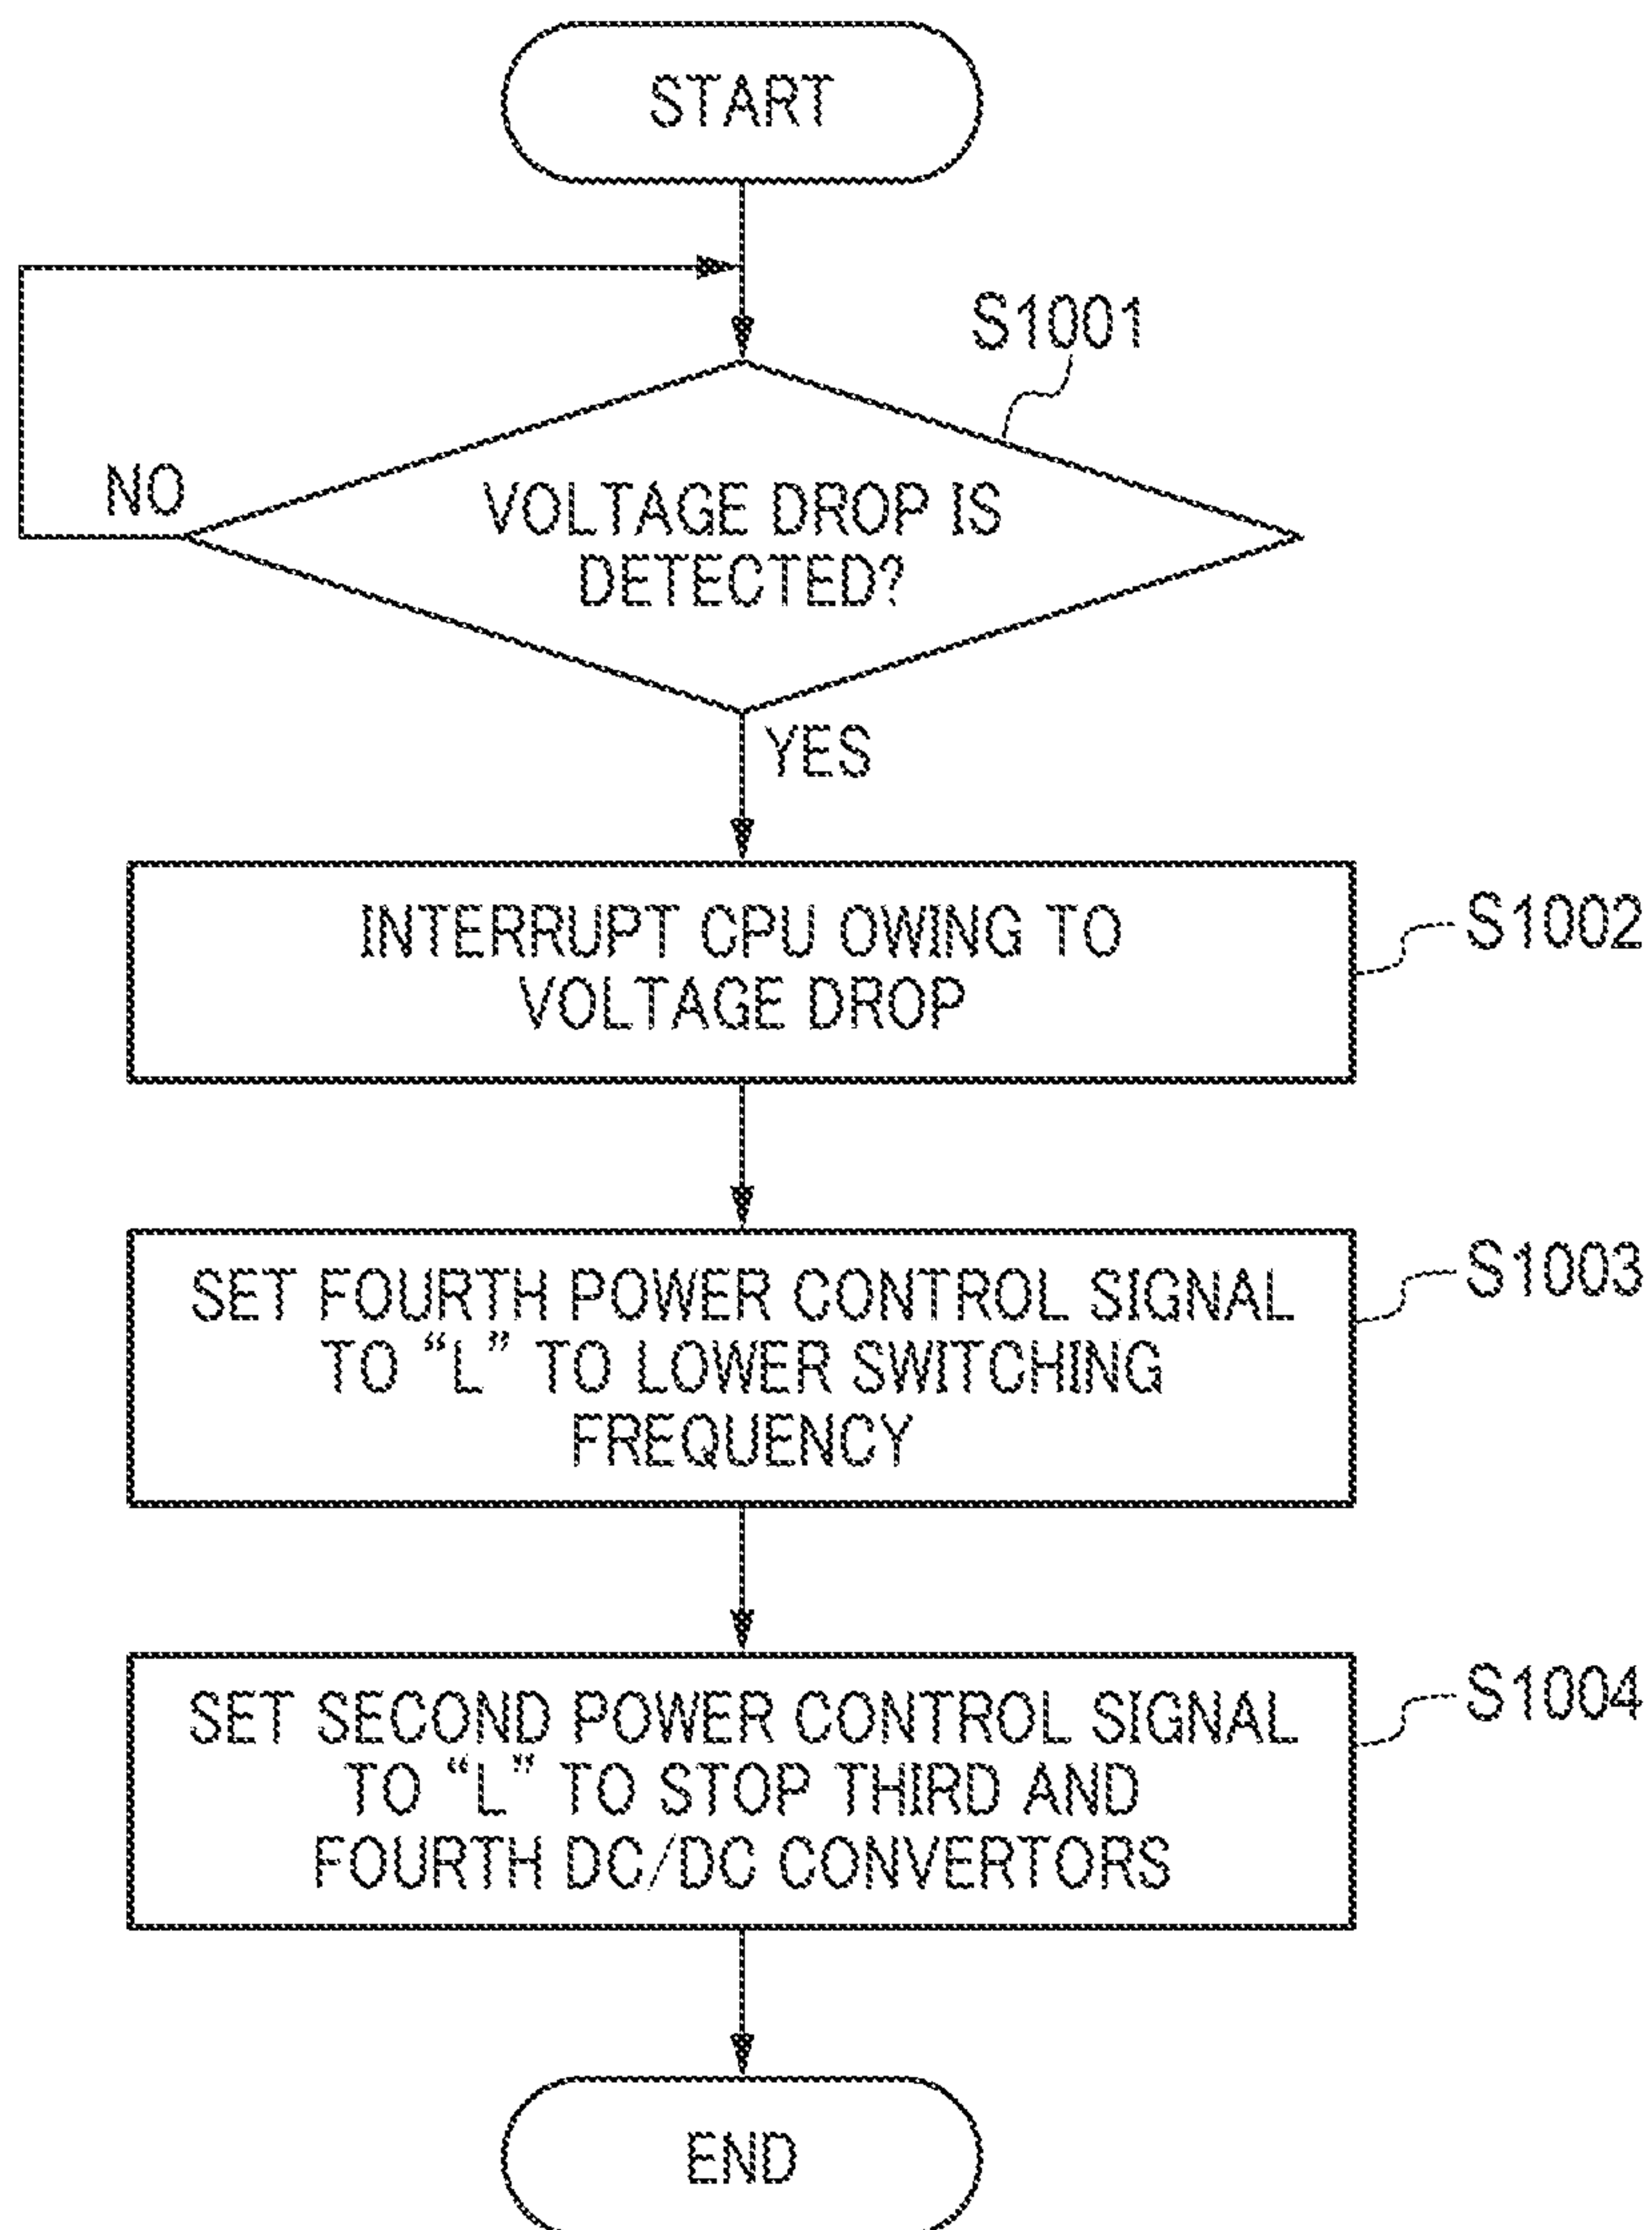 START
S1001
NO
VOLTAGE DROP IS
DETECTED?
YES
INTERRUPT CPU OWING TO
VOLTAGE DROP
S1002
SET FOURTH POWER CONTROL SIGNAL
TO “L” TO LOWER SWITCHING
FREQUENCY
S1003
SET SECOND POWER CONTROL SIGNAL
TO “L” TO STOP THIRD AND
FOURTH DC/DC CONVERTORS
S1004
END